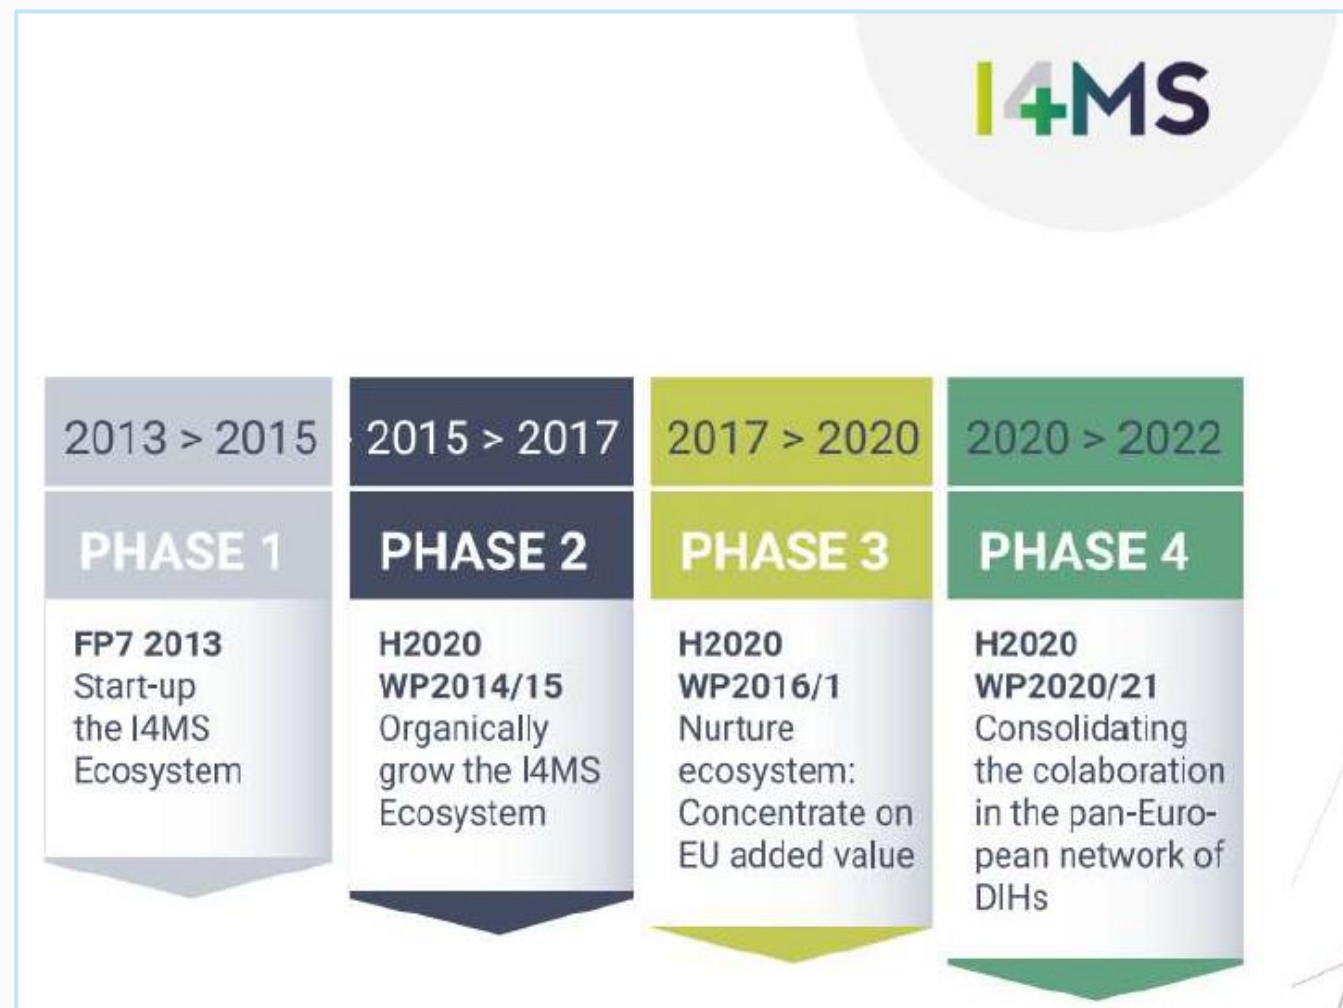 I4MS
2013 > 2015
PHASE 1
FP7 2013
Start-up
the I4MS
Ecosystem
2015 > 2017
PHASE 2
H2020
WP2014/15
Organically
grow the I4MS
Ecosystem
2017 > 2020
PHASE 3
H2020
WP2016/1
Nurture
ecosystem:
Concentrate on
EU added value
2020 > 2022
PHASE 4
H2020
WP2020/21
Consolidating
the colaboration
in the pan-Euro-
pean network of
DIHs